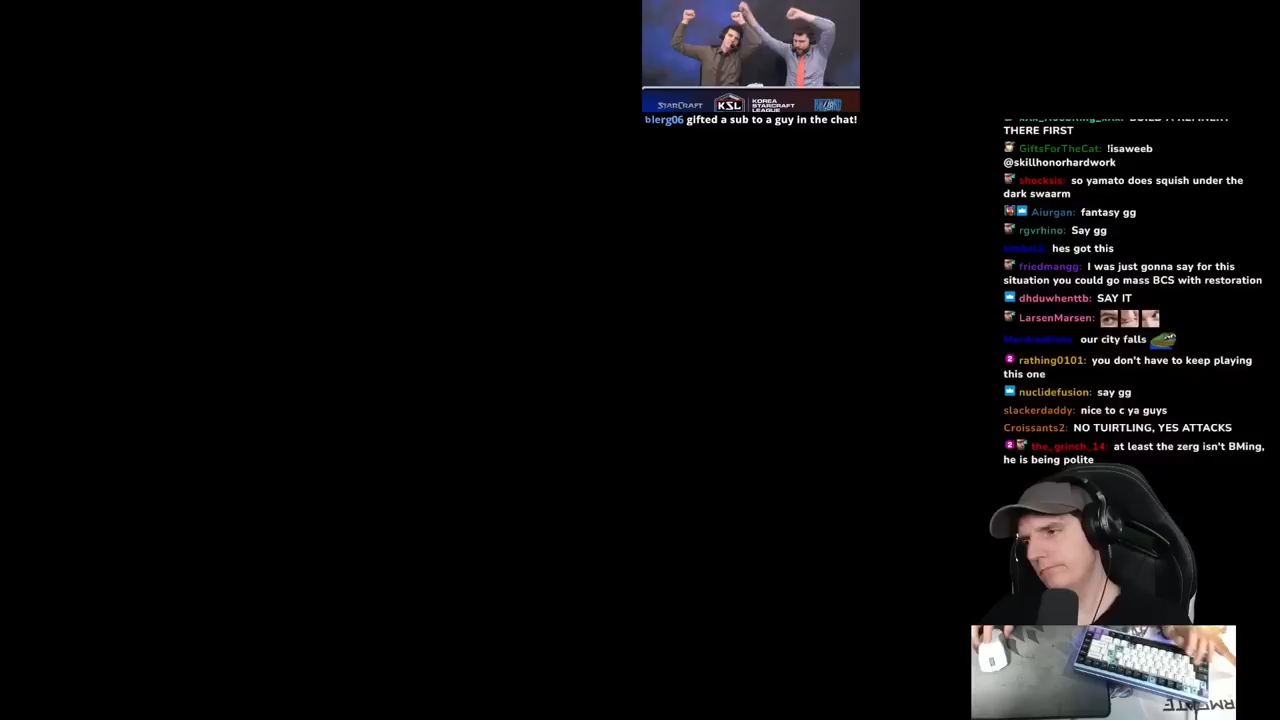 STARCRAFT KSL KOREA STARCRAFT LEAGUE BLIZZARD
blerg06 gifted a sub to a guy in the chat!
THERE FIRST
GiftsForTheCat: !isaweeb
@skillhonorhardwork
shocksis: so yamato does squish under the
dark swaarm
Aiurgan: fantasy gg
rgvrhino: Say gg
hes got this
friedmangg: I was just gonna say for this
situation you could go mass BCS with restoration
dhduwhenttb: SAY IT
LarsenMarsen:
our city falls
2 rathing0101: you don't have to keep playing
this one
nuclidefusion: say gg
slackerdaddy: nice to c ya guys
Croissants2: NO TUIRTLING, YES ATTACKS
2 the_grinch_14: at least the zerg isn't BMing,
he is being polite